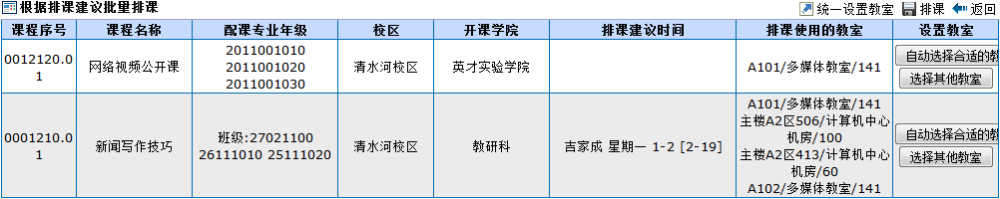 根据排课建议批量排课
统一设置教室 排课 返回
课程序号 课程名称 配课专业年级 校区 开课学院 排课建议时间 排课使用的教室 设置教室
0012120.0
1
网络视频公开课
2011001010
2011001020
2011001030
清水河校区
英才实验学院
A101/多媒体教室/141
自动选择合适的教
选择其他教室
0001210.0
1
新闻写作技巧
班级:27021100
26111010 25111020
清水河校区
教研科
吉家成 星期一 1-2 [2-19]
A101/多媒体教室/141
主楼A2区506/计算机中心
机房/100
主楼A2区413/计算机中心
机房/60
A102/多媒体教室/141
自动选择合适的教
选择其他教室